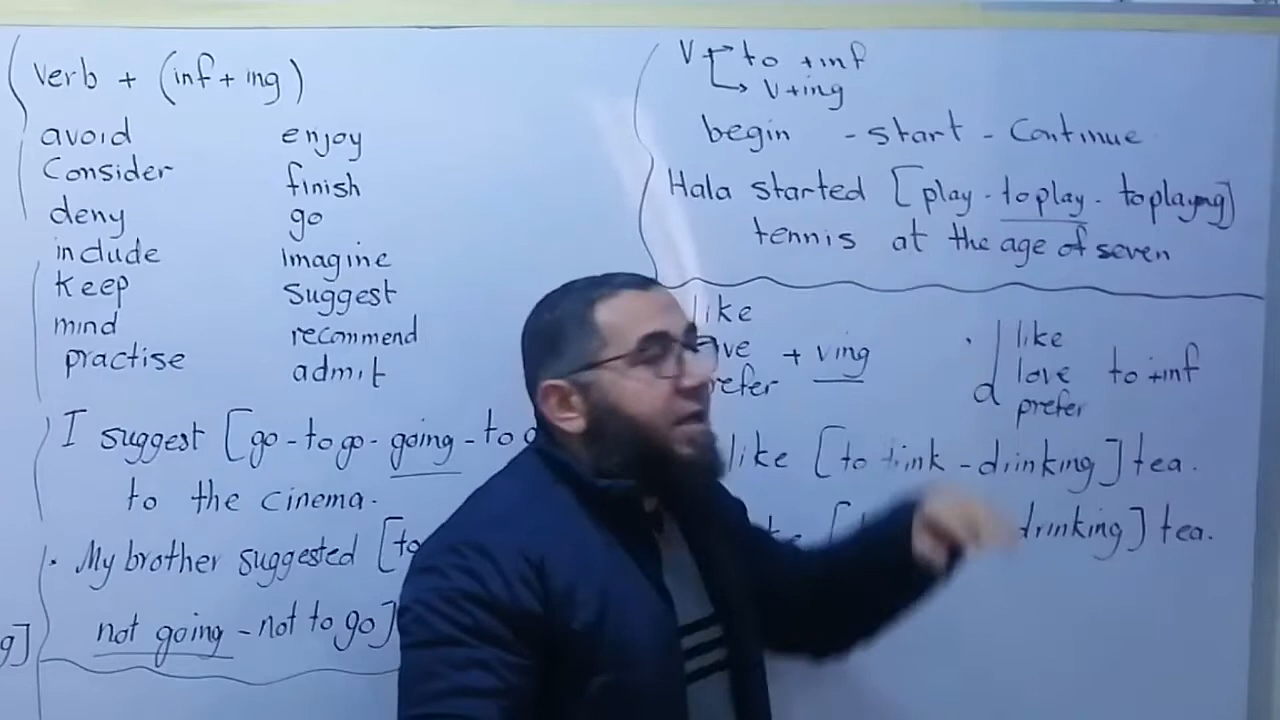 verb + (inf + ing)
avoid enjoy
Consider finish
deny go
include imagine
Keep suggest
mind recommend
practise admit
I suggest [go - to go - going - to
to the cinema.
. My brother suggested [to
not going - not to go]
g]
V to + inf
V+ing
begin - start - Continue
Hala started [play - to play - to playing]
tennis at the age of seven
like
prefer
+ ving
. like
love
prefer
d to + inf
like [to - drinking] tea.
drinking] tea.